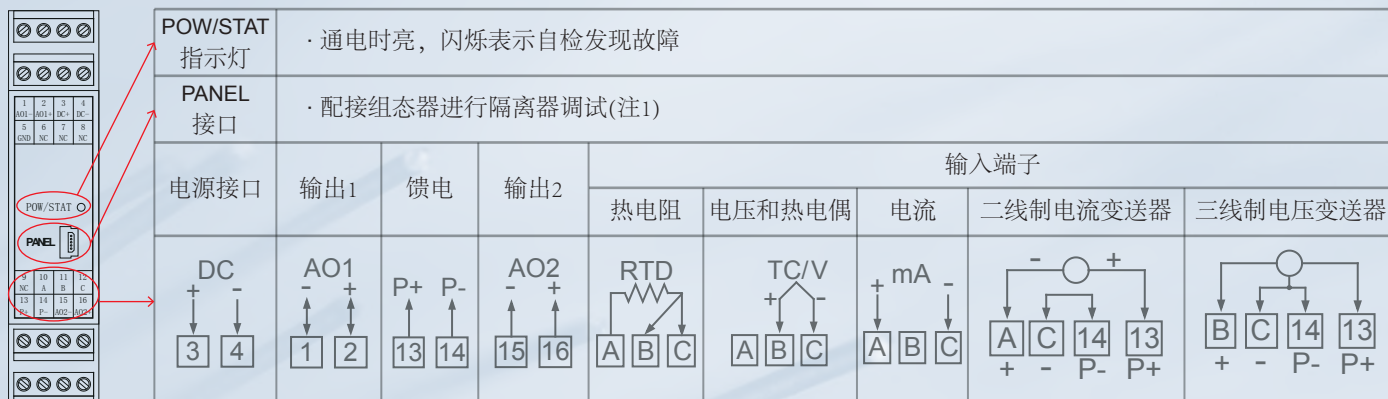 1 2 3 4
AO1- AO1+ DC+ DC-
5 6 7 8
GND NC NC NC
POW/STAT
PANEL
9 10 11 12
NC A B C
13 14 15 16
P+ P- AO2- AO2+
POW/STAT
指示灯
· 通电时亮，闪烁表示自检发现故障
PANEL
接口
· 配接组态器进行隔离器调试(注1)
电源接口 输出1 馈电 输出2 输入端子
热电阻 电压和热电偶 电流 二线制电流变送器 三线制电压变送器
DC
+ -
3 4
AO1
- +
1 2
P+ P-
13 14
AO2
- +
15 16
RTD
A B C
TC/V
+ -
A B C
+ mA -
A B C
- +
A C 14 13
+ - P- P+
B C 14 13
+ - P- P+